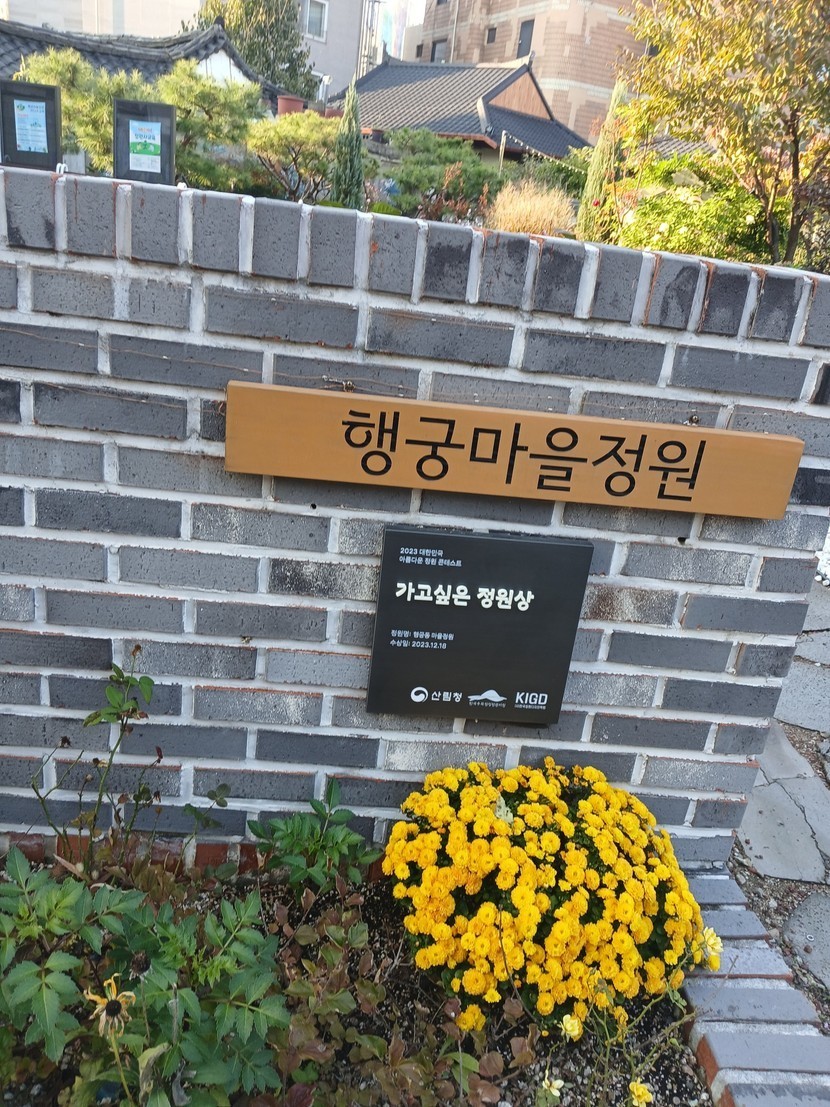 행궁마을정원
2023 대한민국
아름다운 정원 콘테스트
가고싶은 정원상
정원명: 행궁동 마을정원
수상일: 2023.12.18
산림청
KIGD